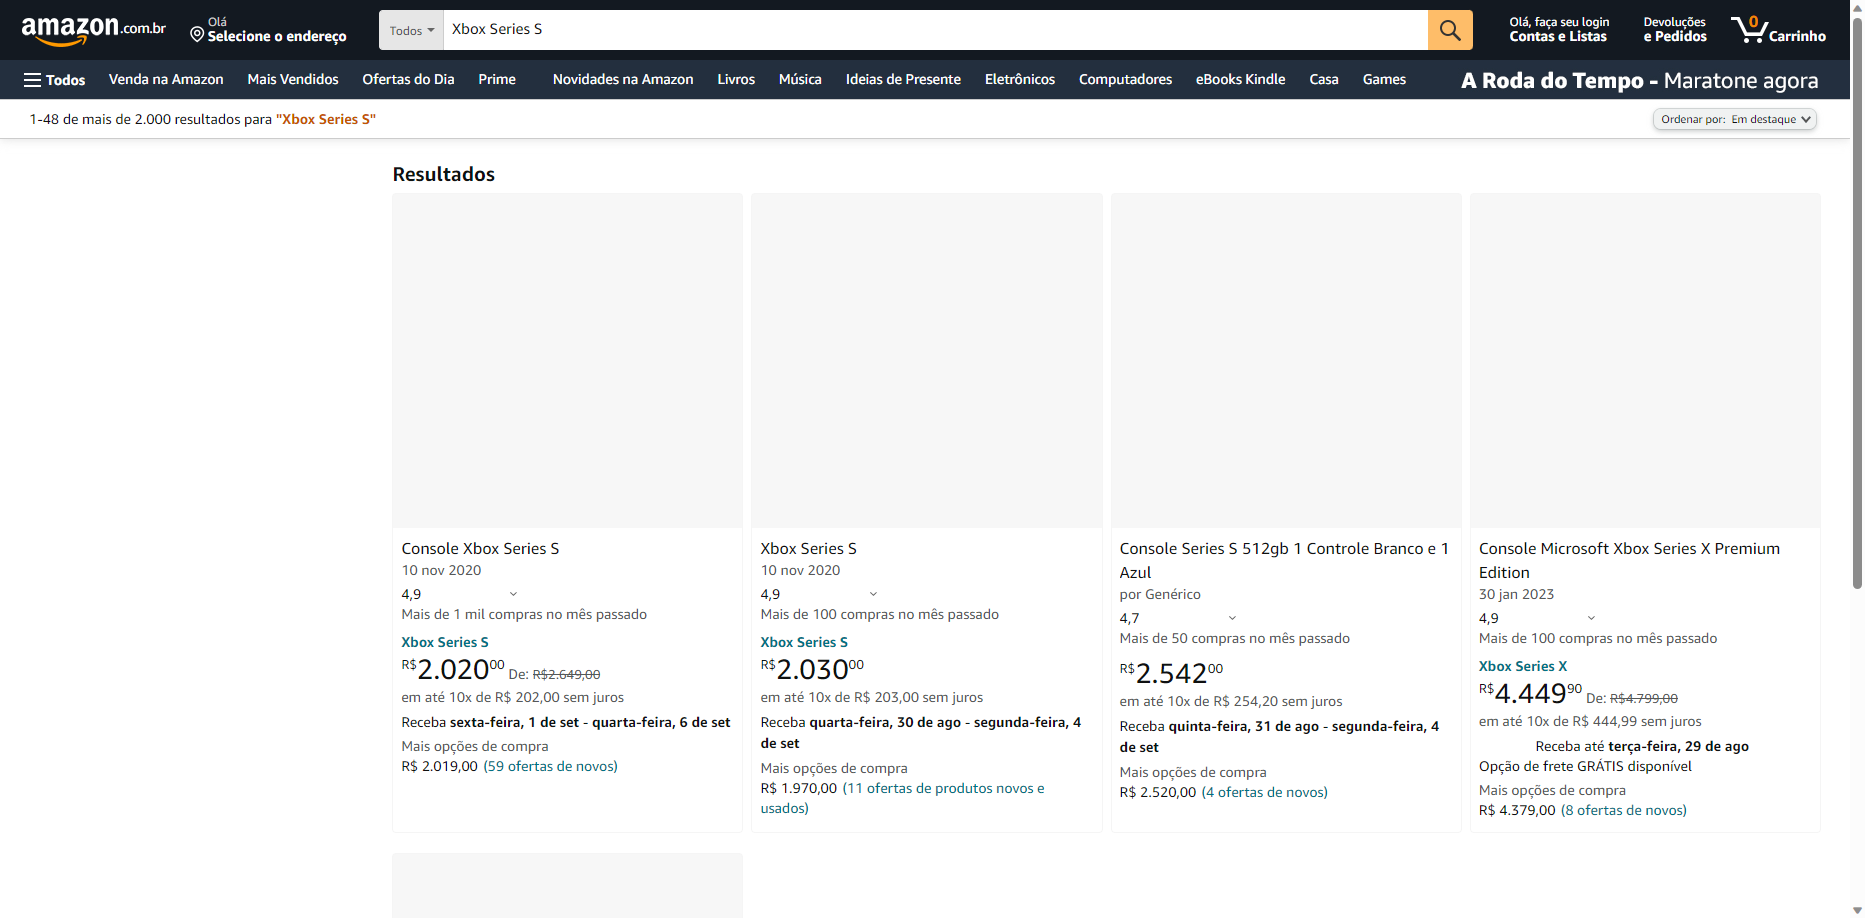 amazon.com.br
Olá
Selecione o endereço
Todos
Xbox Series S
Olá, faça seu login
Contas e Listas
Devoluções
e Pedidos
0
Carrinho
Todos
Venda na Amazon
Mais Vendidos
Ofertas do Dia
Prime
Novidades na Amazon
Livros
Música
Ideias de Presente
Eletrônicos
Computadores
eBooks Kindle
Casa
Games
A Roda do Tempo - Maratone agora
1-48 de mais de 2.000 resultados para "Xbox Series S"
Ordenar por: Em destaque
Resultados
Console Xbox Series S
10 nov 2020
4,9
Mais de 1 mil compras no mês passado
Xbox Series S
R$2.02000 De: R$2.649,00
em até 10x de R$ 202,00 sem juros
Receba sexta-feira, 1 de set - quarta-feira, 6 de set
Mais opções de compra
R$ 2.019,00 (59 ofertas de novos)
Xbox Series S
10 nov 2020
4,9
Mais de 100 compras no mês passado
Xbox Series S
R$2.03000
em até 10x de R$ 203,00 sem juros
Receba quarta-feira, 30 de ago - segunda-feira, 4
de set
Mais opções de compra
R$ 1.970,00 (11 ofertas de produtos novos e
usados)
Console Series S 512gb 1 Controle Branco e 1
Azul
por Genérico
4,7
Mais de 50 compras no mês passado
R$2.54200
em até 10x de R$ 254,20 sem juros
Receba quinta-feira, 31 de ago - segunda-feira, 4
de set
Mais opções de compra
R$ 2.520,00 (4 ofertas de novos)
Console Microsoft Xbox Series X Premium
Edition
30 jan 2023
4,9
Mais de 100 compras no mês passado
Xbox Series X
R$4.44990 De: R$4.799,00
em até 10x de R$ 444,99 sem juros
Receba até terça-feira, 29 de ago
Opção de frete GRÁTIS disponível
Mais opções de compra
R$ 4.379,00 (8 ofertas de novos)